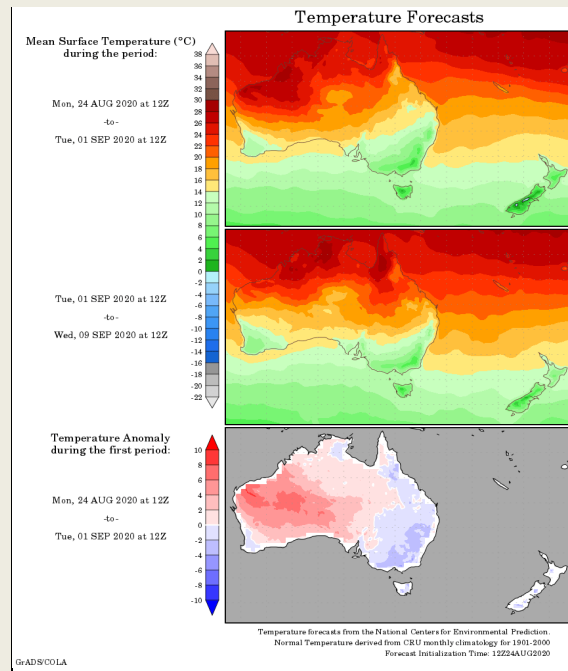 Temperature Forecasts
Mean Surface Temperature (°C)
during the period:
Mon, 24 AUG 2020 at 12Z
-to-
Tue, 01 SEP 2020 at 12Z
38
36
34
32
30
28
26
24
22
20
18
16
14
12
10
8
6
4
2
0
-2
-4
-6
-8
-10
-12
-14
-16
-18
-20
-22
Tue, 01 SEP 2020 at 12Z
-to-
Wed, 09 SEP 2020 at 12Z
Temperature Anomaly
during the first period:
Mon, 24 AUG 2020 at 12Z
-to-
Tue, 01 SEP 2020 at 12Z
10
8
6
4
2
0
-2
-4
-6
-8
-10
Temperature forecasts from the National Centers for Environmental Prediction.
Normal Temperature derived from CRU monthly climatology for 1901-2000
Forecast Initialization Time: 12Z24AUG2020
GrADS/COLA